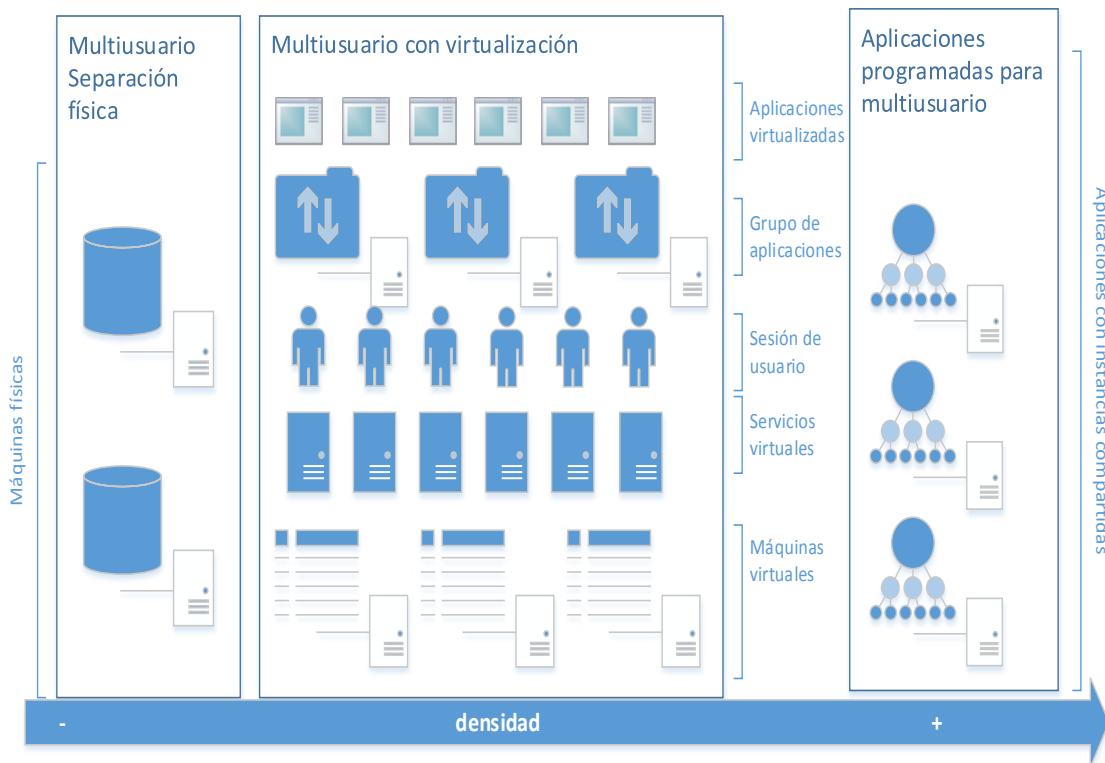 Multiusuario
Separación
física
Multiusuario con virtualización
Aplicaciones
programadas para
multiusuario
Aplicaciones
virtualizadas
Grupo de
aplicaciones
Sesión de
usuario
Servicios
virtuales
Máquinas
virtuales
Máquinas físicas
Aplicaciones con instancias compartidas
- densidad +